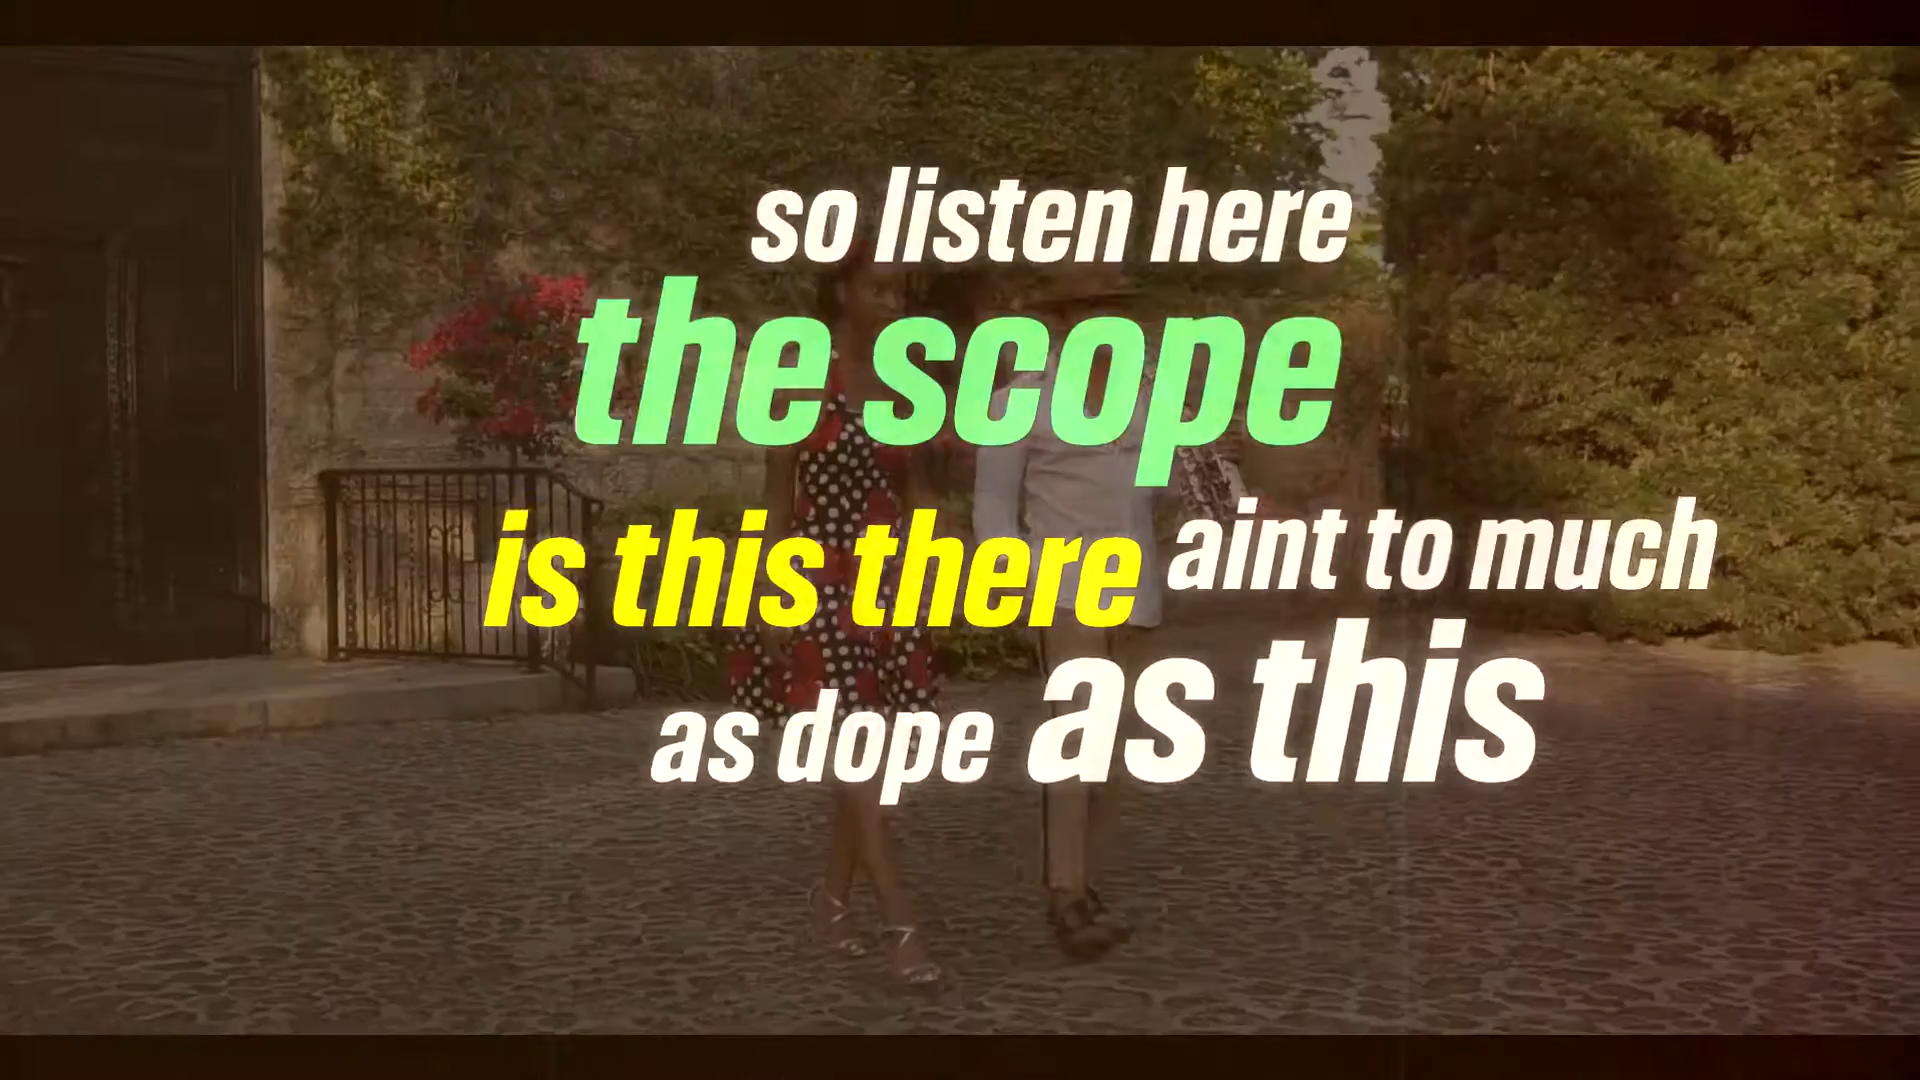 so listen here
the scope
is this there aint to much
as dope as this